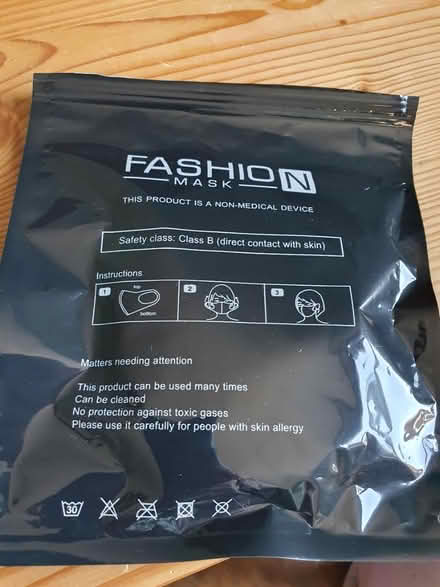 FASHION
MASK
THIS PRODUCT IS A NON-MEDICAL DEVICE
Safety class: Class B (direct contact with skin)
Instructions
1 top bottom 2 3
Matters needing attention
This product can be used many times
Can be cleaned
No protection against toxic gases
Please use it carefully for people with skin allergy
30